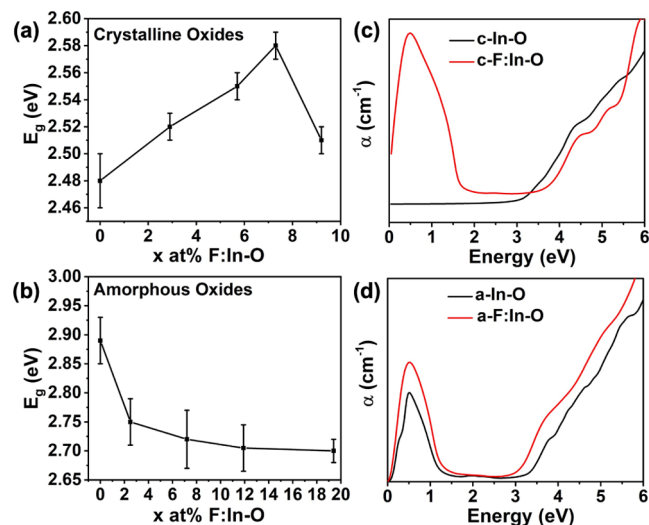 (a)
Crystalline Oxides
E_g (eV)
2.60
2.58
2.56
2.54
2.52
2.50
2.48
2.46
0 2 4 6 8 10
x at% F:In-O
(c)
c-In-O
c-F:In-O
α (cm⁻¹)
0 1 2 3 4 5 6
Energy (eV)
(b)
Amorphous Oxides
E_g (eV)
3.00
2.95
2.90
2.85
2.80
2.75
2.70
2.65
0 2 4 6 8 10 12 14 16 18 20
x at% F:In-O
(d)
a-In-O
a-F:In-O
α (cm⁻¹)
0 1 2 3 4 5 6
Energy (eV)